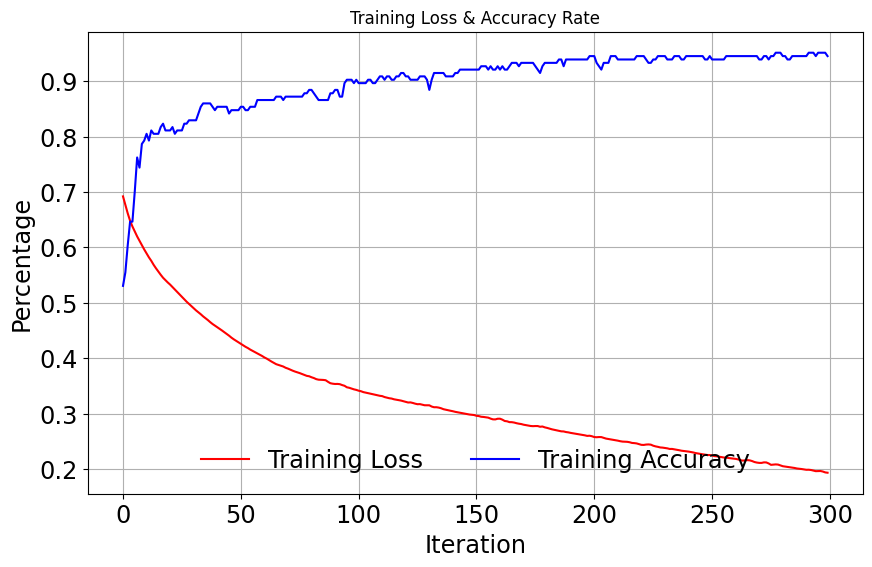 Training Loss & Accuracy Rate
Percentage
0.9
0.8
0.7
0.6
0.5
0.4
0.3
0.2
Training Loss Training Accuracy
0 50 100 150 200 250 300
Iteration